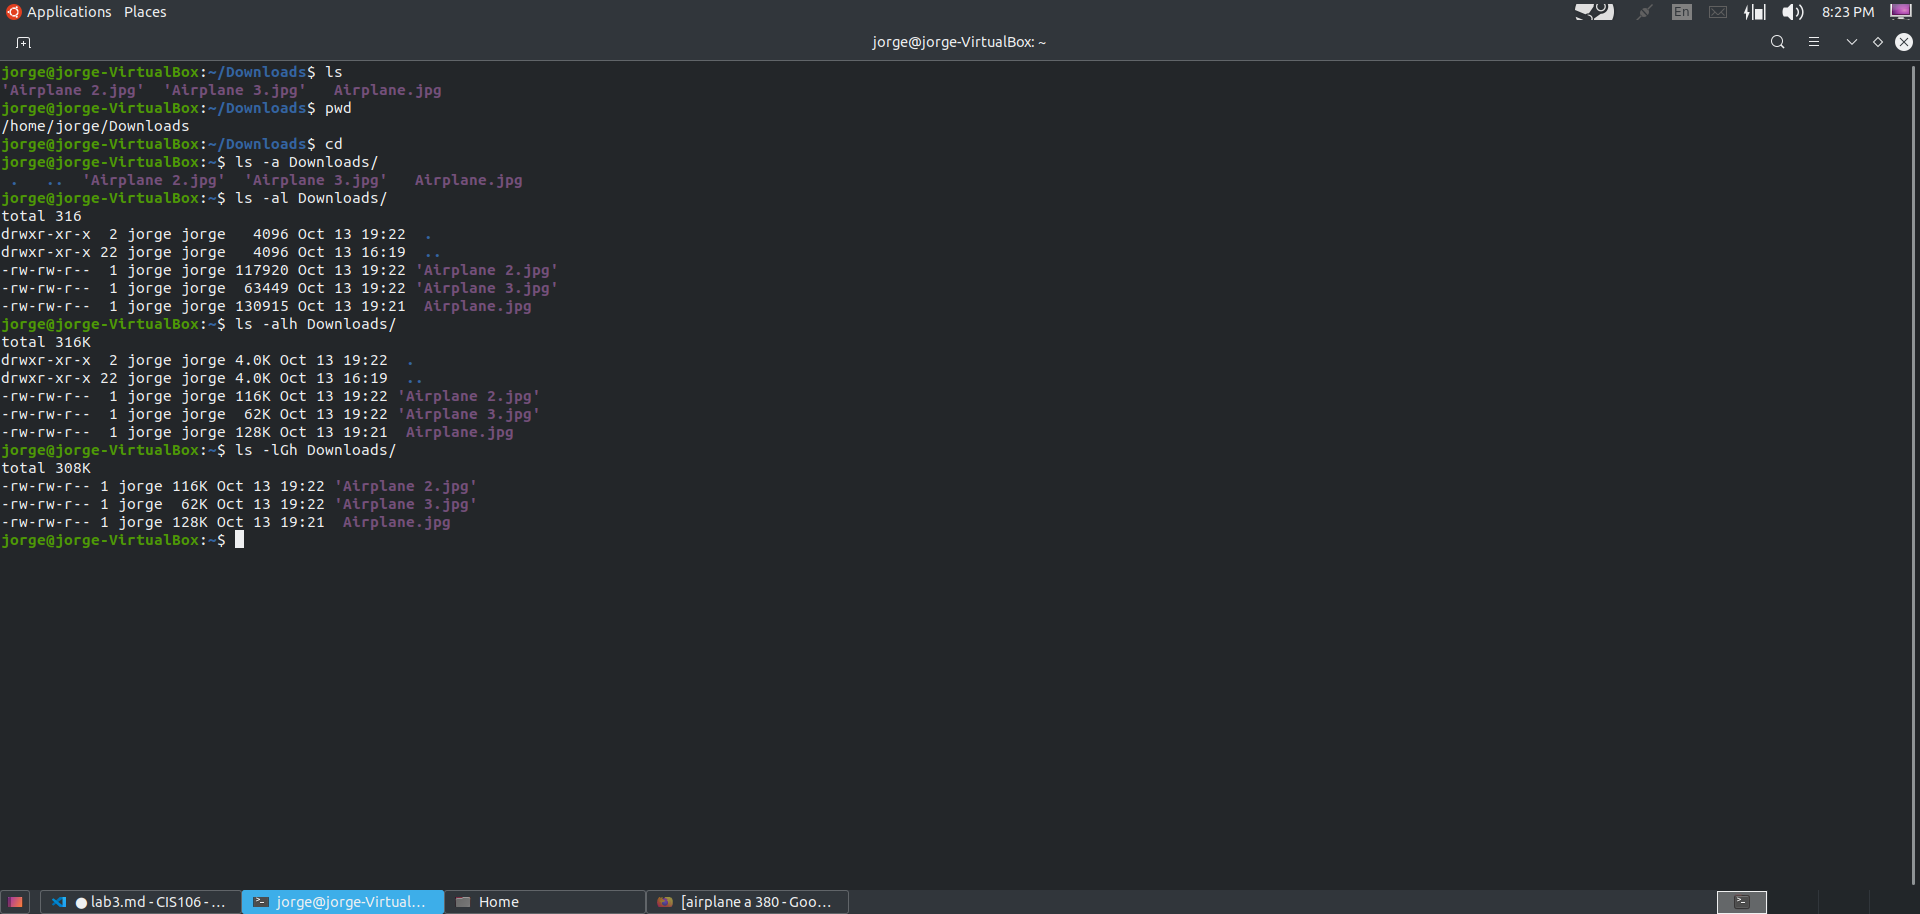 Applications Places En 8:23 PM
jorge@jorge-VirtualBox: ~
jorge@jorge-VirtualBox:~/Downloads$ ls
'Airplane 2.jpg'  'Airplane 3.jpg'   Airplane.jpg
jorge@jorge-VirtualBox:~/Downloads$ pwd
/home/jorge/Downloads
jorge@jorge-VirtualBox:~/Downloads$ cd
jorge@jorge-VirtualBox:~$ ls -a Downloads/
 .   ..  'Airplane 2.jpg'  'Airplane 3.jpg'   Airplane.jpg
jorge@jorge-VirtualBox:~$ ls -al Downloads/
total 316
drwxr-xr-x  2 jorge jorge   4096 Oct 13 19:22  .
drwxr-xr-x 22 jorge jorge   4096 Oct 13 16:19  ..
-rw-rw-r--  1 jorge jorge 117920 Oct 13 19:22 'Airplane 2.jpg'
-rw-rw-r--  1 jorge jorge  63449 Oct 13 19:22 'Airplane 3.jpg'
-rw-rw-r--  1 jorge jorge 130915 Oct 13 19:21  Airplane.jpg
jorge@jorge-VirtualBox:~$ ls -alh Downloads/
total 316K
drwxr-xr-x  2 jorge jorge 4.0K Oct 13 19:22  .
drwxr-xr-x 22 jorge jorge 4.0K Oct 13 16:19  ..
-rw-rw-r--  1 jorge jorge 116K Oct 13 19:22 'Airplane 2.jpg'
-rw-rw-r--  1 jorge jorge  62K Oct 13 19:22 'Airplane 3.jpg'
-rw-rw-r--  1 jorge jorge 128K Oct 13 19:21  Airplane.jpg
jorge@jorge-VirtualBox:~$ ls -lGh Downloads/
total 308K
-rw-rw-r-- 1 jorge 116K Oct 13 19:22 'Airplane 2.jpg'
-rw-rw-r-- 1 jorge  62K Oct 13 19:22 'Airplane 3.jpg'
-rw-rw-r-- 1 jorge 128K Oct 13 19:21  Airplane.jpg
jorge@jorge-VirtualBox:~$
● lab3.md - CIS106 - ... jorge@jorge-Virtual... Home [airplane a 380 - Goo...